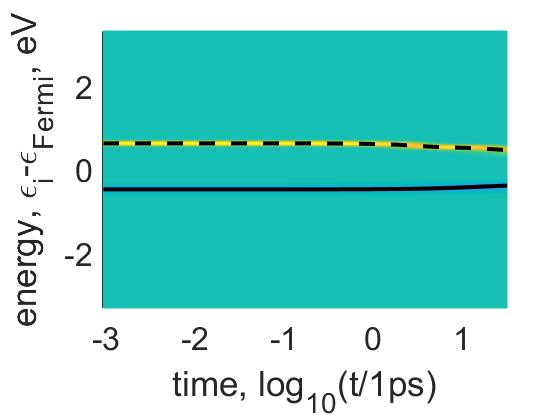 energy, ϵ_i-ϵ_Fermi, eV
2
0
-2
-3 -2 -1 0 1
time, log_10(t/1ps)